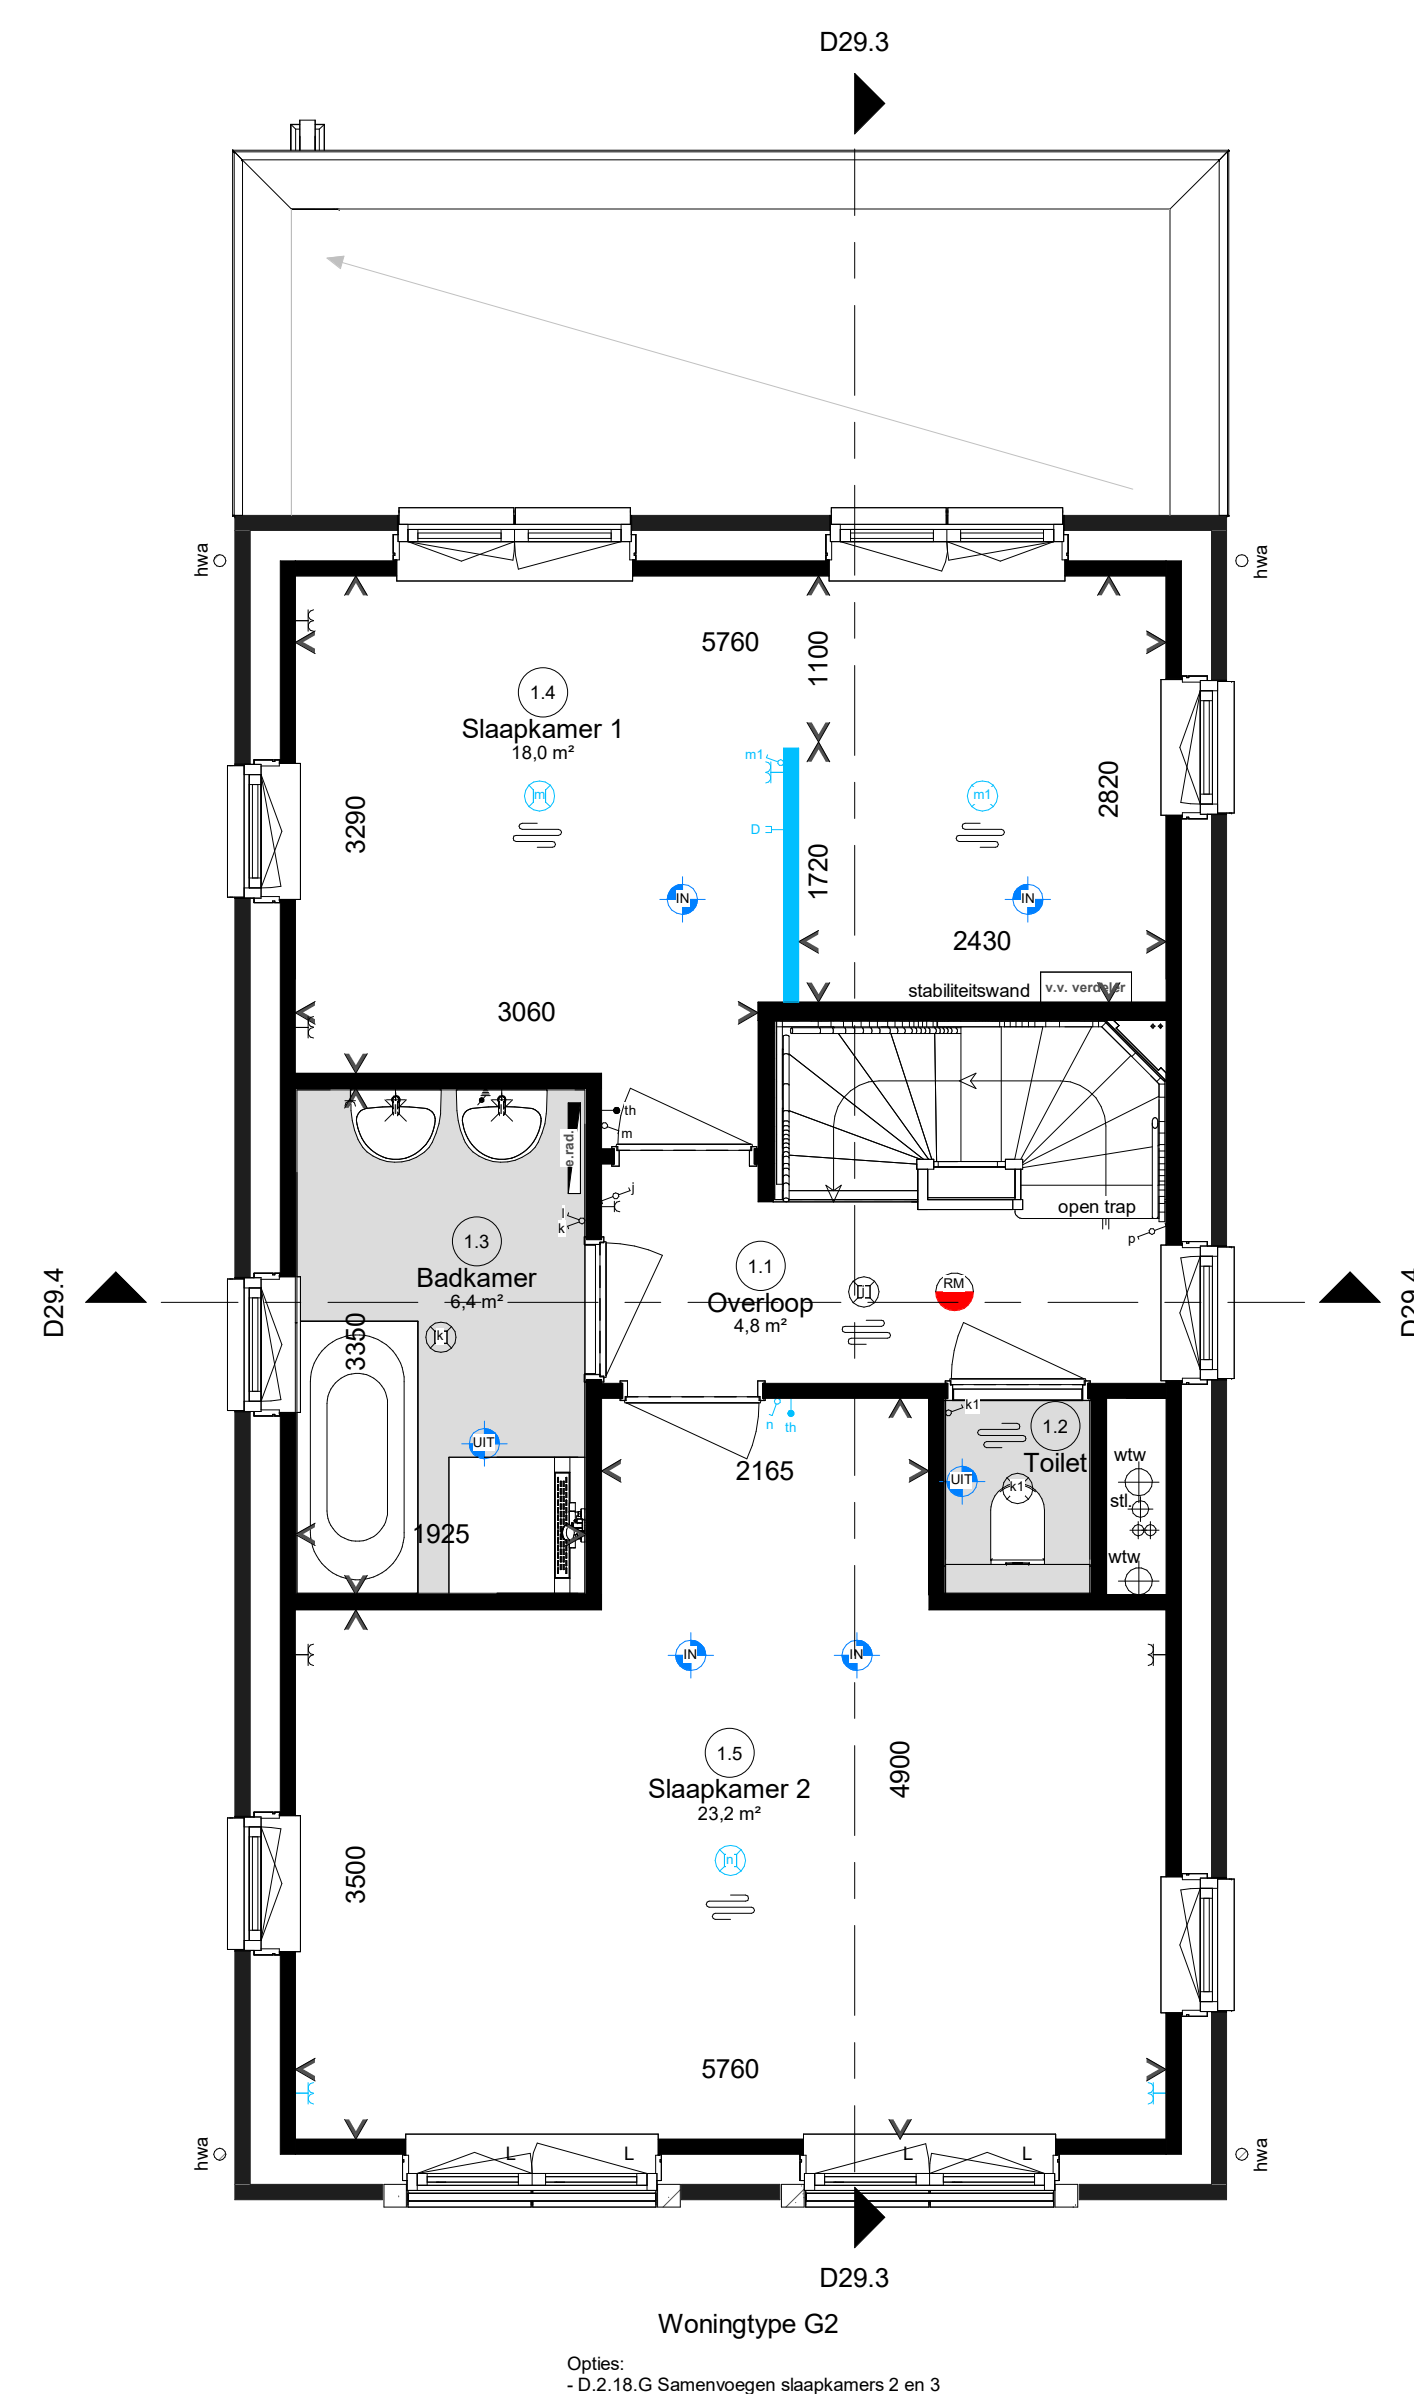 D29.3
hwa
hwa
5760
1100
1.4
Slaapkamer 1
18,0 m²
m1
m
m1
3290
2820
D
1720
IN
IN
2430
stabiliteitswand
v.v. verdeler
3060
th
m
e.rad.
j
l
k
open trap
p
1.3
Badkamer
6,4 m²
k
3350
1.1
Overloop
4,8 m²
RM
D29.4
D29.4
n
th
k1
1.2
Toilet
UIT
2165
UIT
k1
wtw
stl.
wtw
1925
IN
IN
1.5
Slaapkamer 2
23,2 m²
n
4900
3500
5760
L
L
L
L
hwa
hwa
D29.3
Woningtype G2
Opties:
- D.2.18.G Samenvoegen slaapkamers 2 en 3